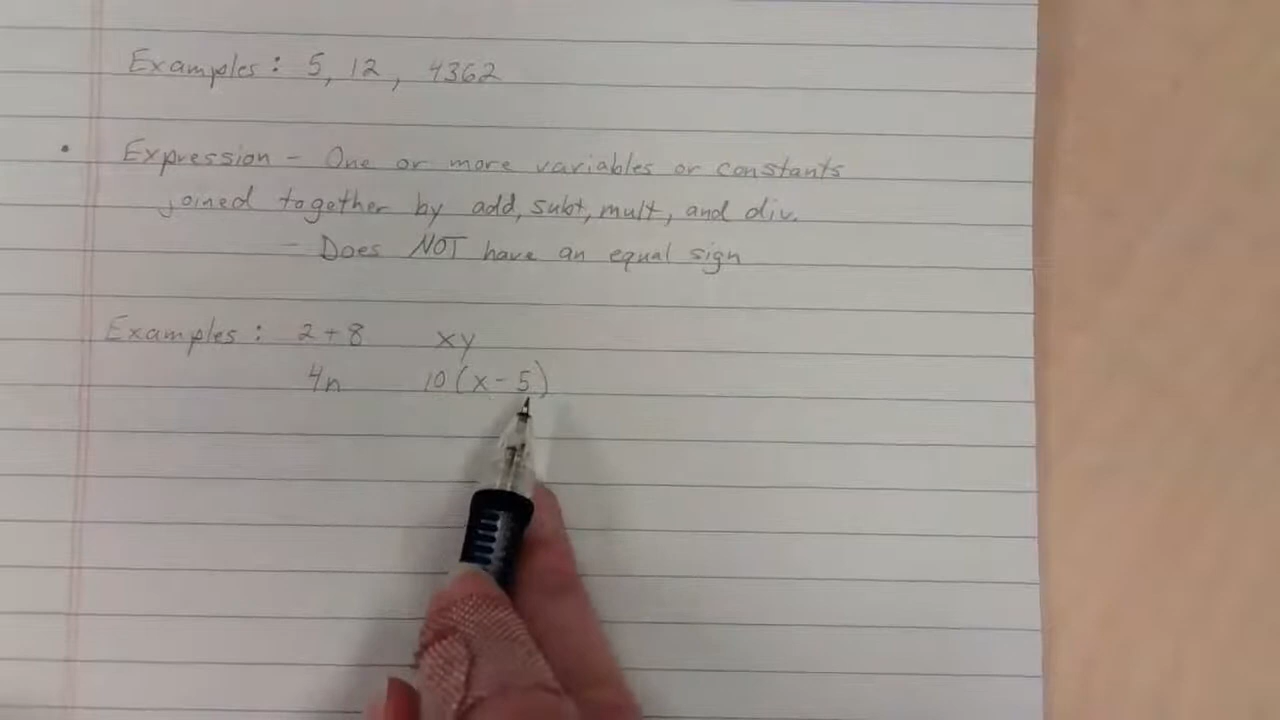 Examples: 5, 12, 4362
• Expression - One or more variables or constants
joined together by add, subt, mult, and div.
- Does NOT have an equal sign
Examples: 2+8 xy
4n 10(x-5)